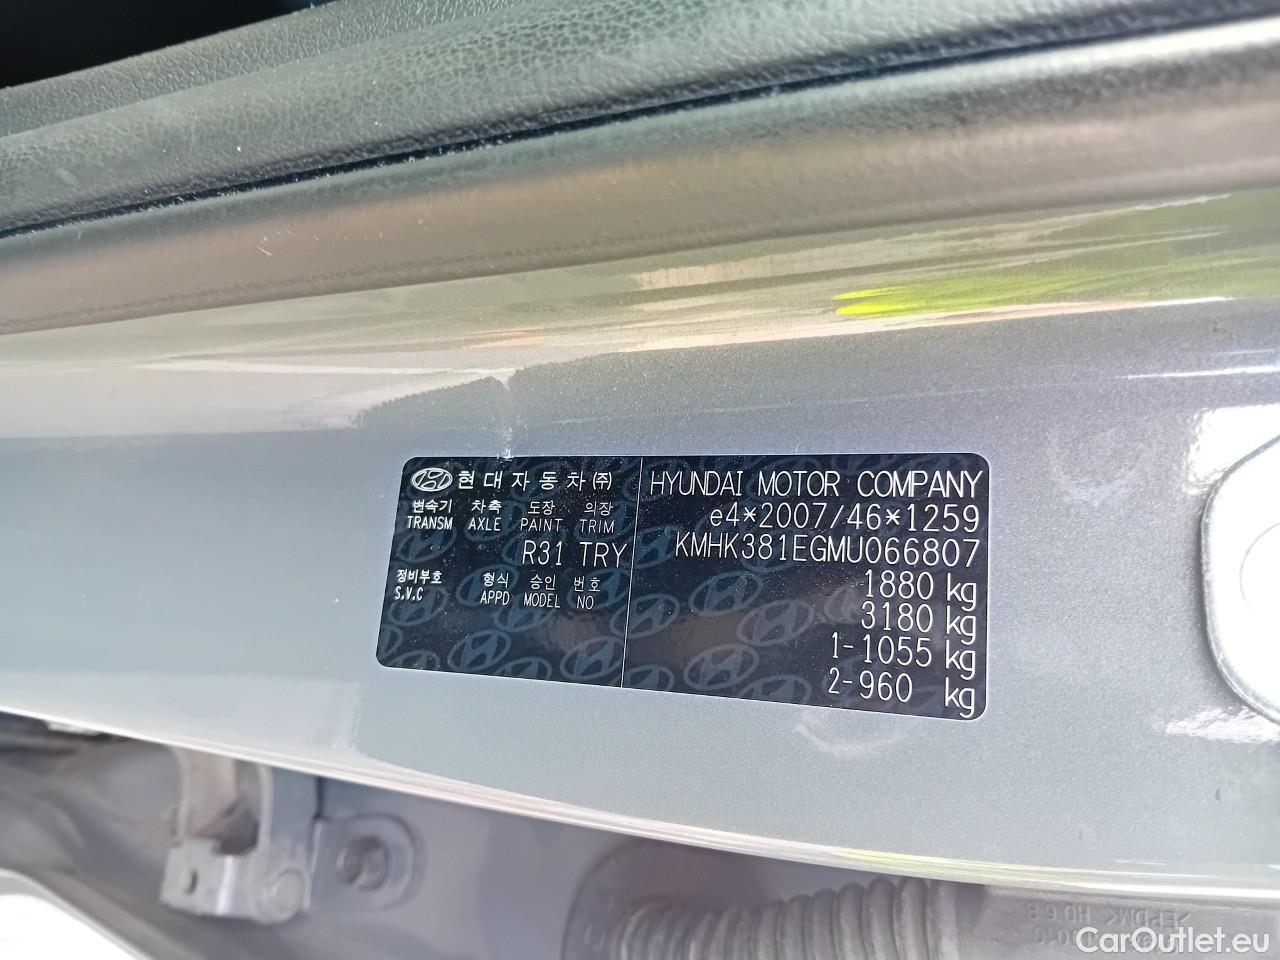 현대자동차㈜
변속기 차축 도장 의장
TRANSM AXLE PAINT TRIM
R31 TRY
정비부호 형식 승인 번호
S.V.C APPD MODEL NO
HYUNDAI MOTOR COMPANY
e4*2007/46*1259
KMHK381EGMU066807
1880 kg
3180 kg
1-1055 kg
2-960 kg
>EPDMK HD G B
CarOutlet.eu